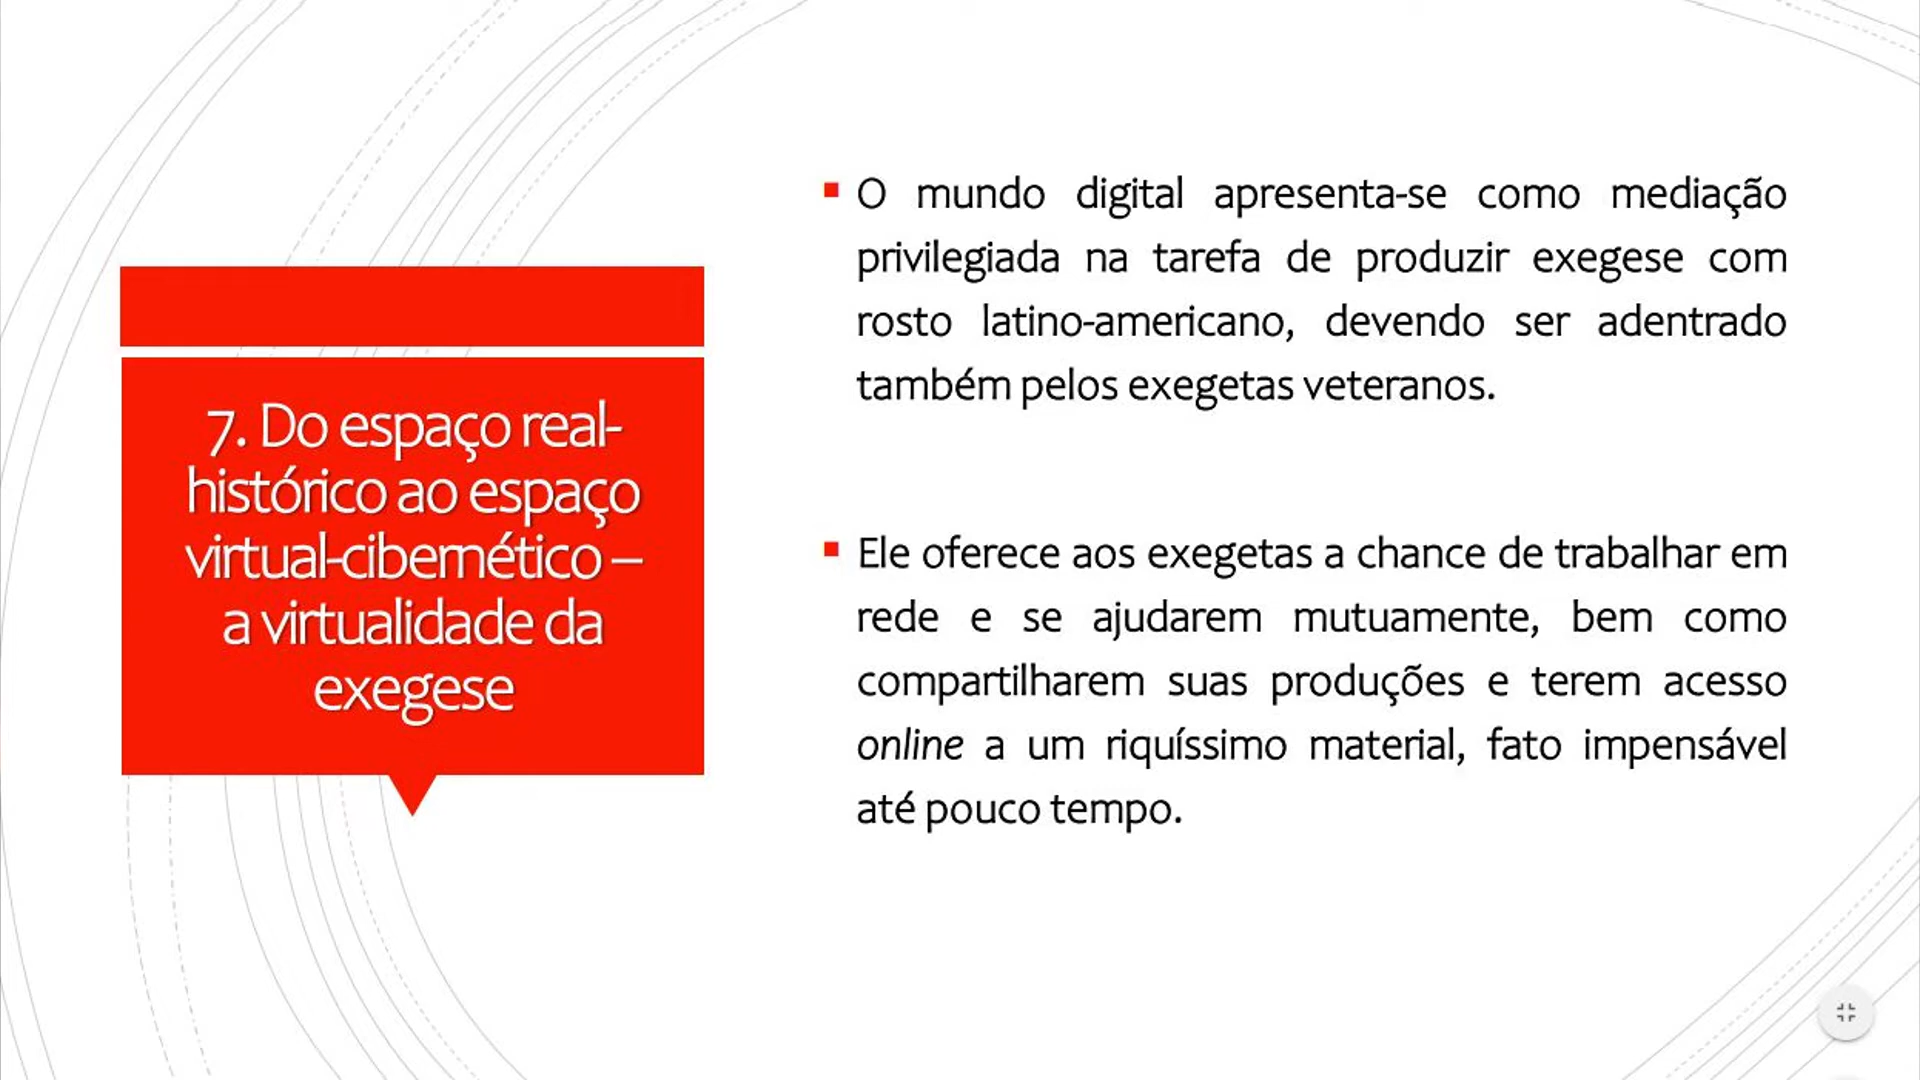 7. Do espaço real-
histórico ao espaço
virtual-cibernético –
a virtualidade da
exegese
O mundo digital apresenta-se como mediação
privilegiada na tarefa de produzir exegese com
rosto latino-americano, devendo ser adentrado
também pelos exegetas veteranos.
Ele oferece aos exegetas a chance de trabalhar em
rede e se ajudarem mutuamente, bem como
compartilharem suas produções e terem acesso
online a um riquíssimo material, fato impensável
até pouco tempo.